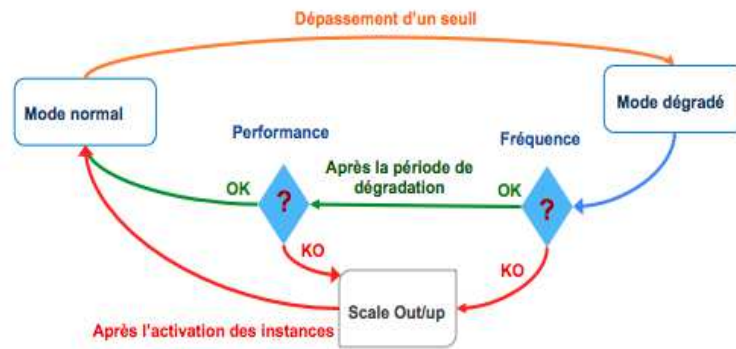 Dépassement d'un seuil
Mode normal
Mode dégradé
Performance
Fréquence
Après la période de
dégradation
OK
OK
?
?
KO
KO
Scale Out/up
Après l'activation des instances